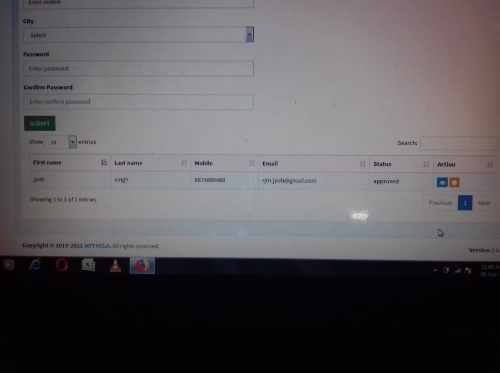 Enter mobile
City
Select
Password
Enter password
Confirm Password
Enter confirm password
SUBMIT
Show 10 entries Search:
First name Last name Mobile Email Status Action
jyoti singh rjm.jyoti@gmail.com approved
Showing 1 to 1 of 1 entries
Previous 1 Next
Copyright © 2019-2021 MYTHELA. All rights reserved.
Version 2.4